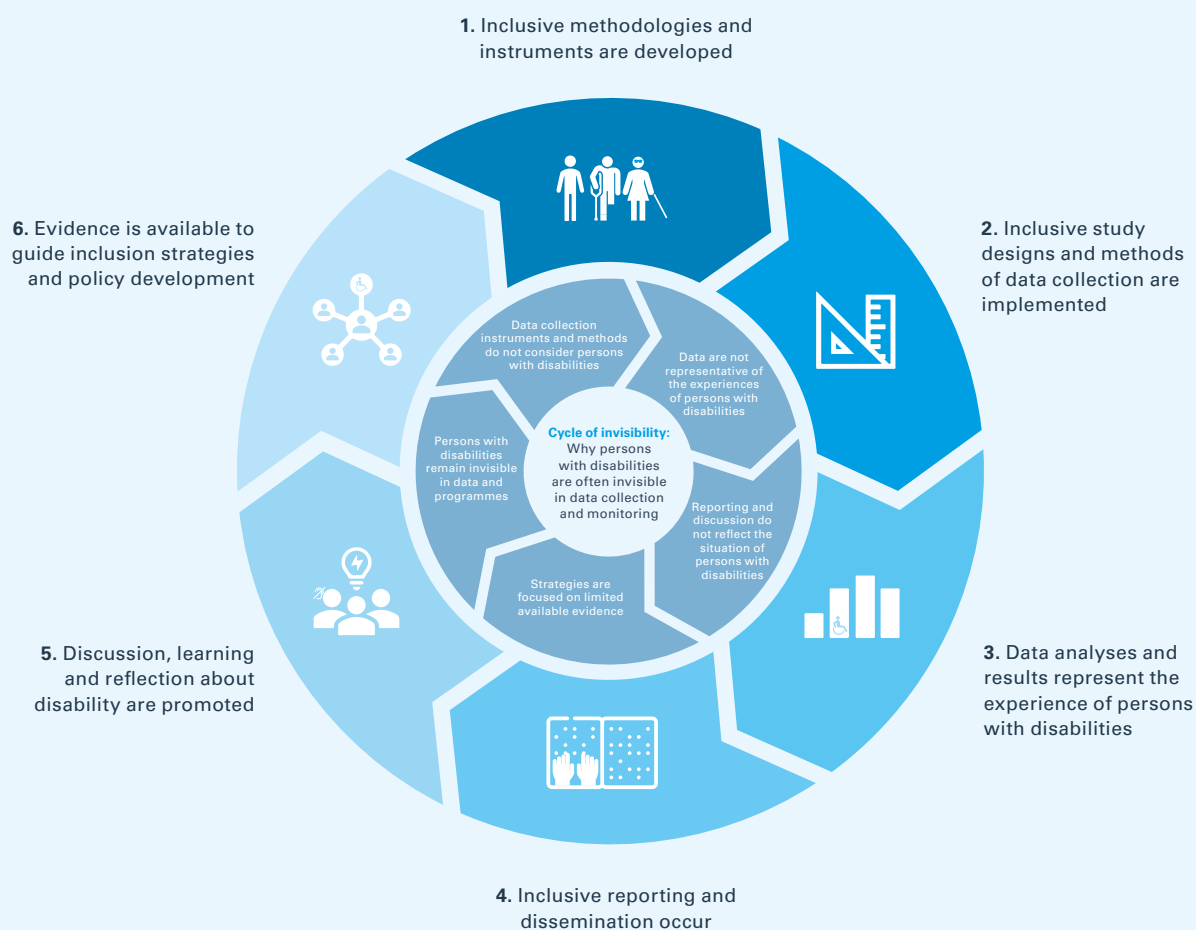 1. Inclusive methodologies and
instruments are developed
2. Inclusive study
designs and methods
of data collection are
implemented
3. Data analyses and
results represent the
experience of persons
with disabilities
4. Inclusive reporting and
dissemination occur
5. Discussion, learning
and reflection about
disability are promoted
6. Evidence is available to
guide inclusion strategies
and policy development
Data collection
instruments and methods
do not consider persons
with disabilities
Data are not
representative of
the experiences
of persons with
disabilities
Reporting and
discussion do
not reflect the
situation of
persons with
disabilities
Strategies are
focused on limited
available evidence
Persons with
disabilities
remain invisible
in data and
programmes
Cycle of invisibility:
Why persons
with disabilities
are often invisible
in data collection
and monitoring